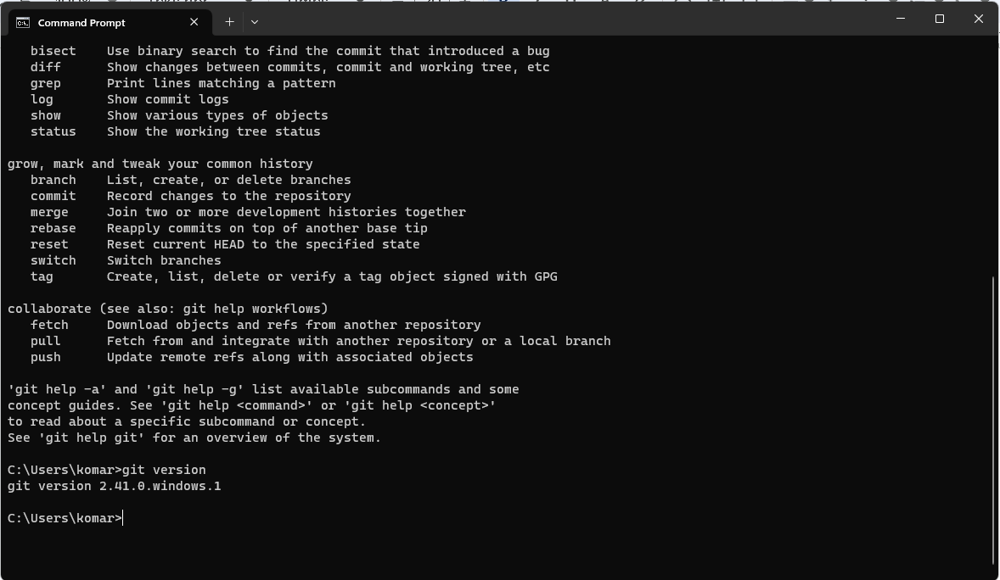 Command Prompt
bisect Use binary search to find the commit that introduced a bug
diff Show changes between commits, commit and working tree, etc
grep Print lines matching a pattern
log Show commit logs
show Show various types of objects
status Show the working tree status
grow, mark and tweak your common history
branch List, create, or delete branches
commit Record changes to the repository
merge Join two or more development histories together
rebase Reapply commits on top of another base tip
reset Reset current HEAD to the specified state
switch Switch branches
tag Create, list, delete or verify a tag object signed with GPG
collaborate (see also: git help workflows)
fetch Download objects and refs from another repository
pull Fetch from and integrate with another repository or a local branch
push Update remote refs along with associated objects
'git help -a' and 'git help -g' list available subcommands and some
concept guides. See 'git help <command>' or 'git help <concept>'
to read about a specific subcommand or concept.
See 'git help git' for an overview of the system.
C:\Users\komar>git version
git version 2.41.0.windows.1
C:\Users\komar>